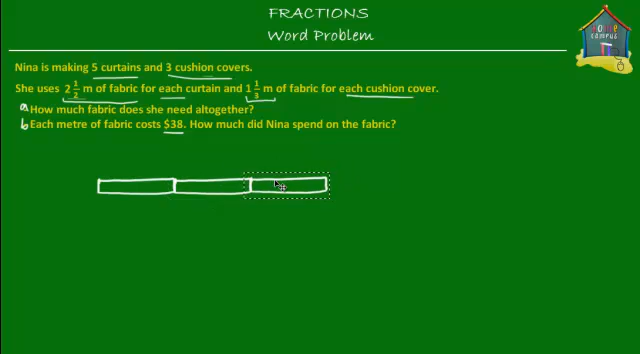 FRACTIONS
Word Problem
HOME CAMPUS
Nina is making 5 curtains and 3 cushion covers.
She uses 2 1/2 m of fabric for each curtain and 1 1/3 m of fabric for each cushion cover.
a How much fabric does she need altogether?
b Each metre of fabric costs $38. How much did Nina spend on the fabric?